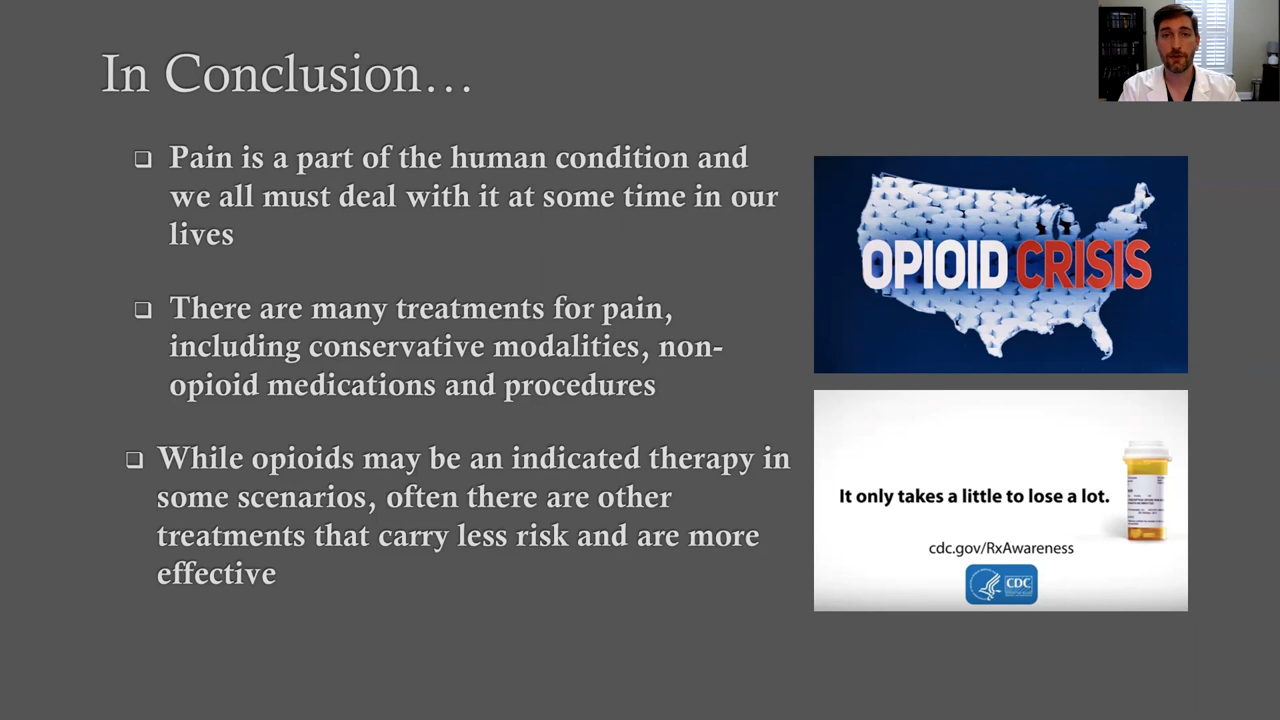 In Conclusion…
Pain is a part of the human condition and
we all must deal with it at some time in our
lives
There are many treatments for pain,
including conservative modalities, non-
opioid medications and procedures
While opioids may be an indicated therapy in
some scenarios, often there are other
treatments that carry less risk and are more
effective
OPIOID CRISIS
It only takes a little to lose a lot.
cdc.gov/RxAwareness
CDC